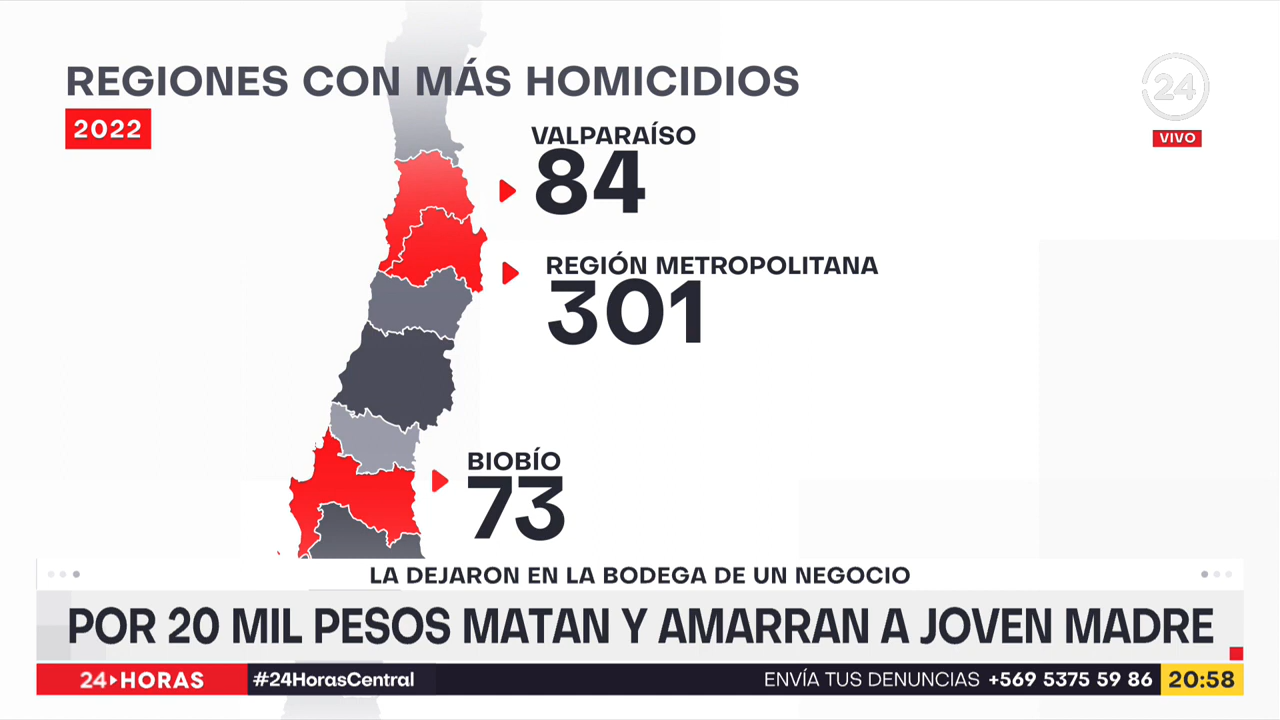 REGIONES CON MÁS HOMICIDIOS
2022
24
VIVO
VALPARAÍSO
84
REGIÓN METROPOLITANA
301
BIOBÍO
73
LA DEJARON EN LA BODEGA DE UN NEGOCIO
POR 20 MIL PESOS MATAN Y AMARRAN A JOVEN MADRE
24 HORAS #24HorasCentral ENVÍA TUS DENUNCIAS +569 5375 59 86 20:58